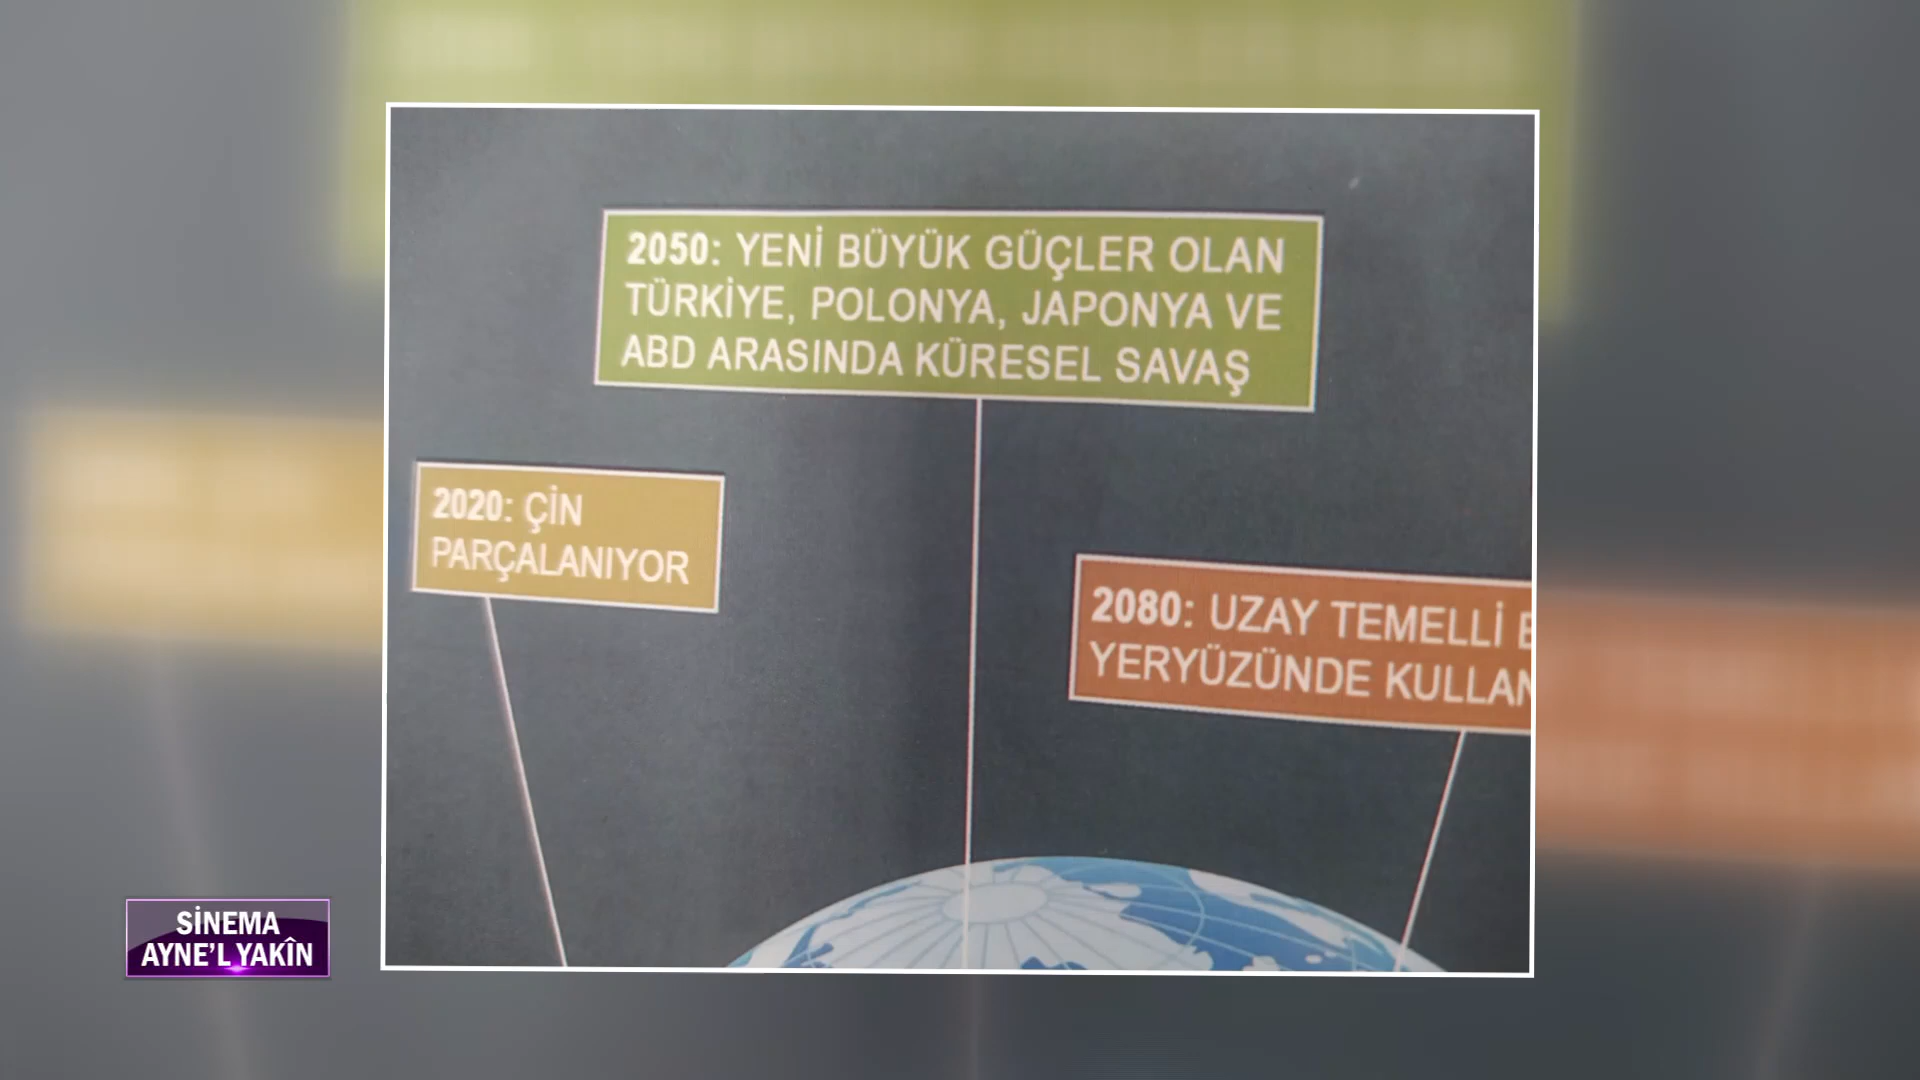 2050: YENİ BÜYÜK GÜÇLER OLAN
TÜRKİYE, POLONYA, JAPONYA VE
ABD ARASINDA KÜRESEL SAVAŞ
2020: ÇİN
PARÇALANIYOR
2080: UZAY TEMELLİ
YERYÜZÜNDE
SİNEMA
AYNE'L YAKÎN